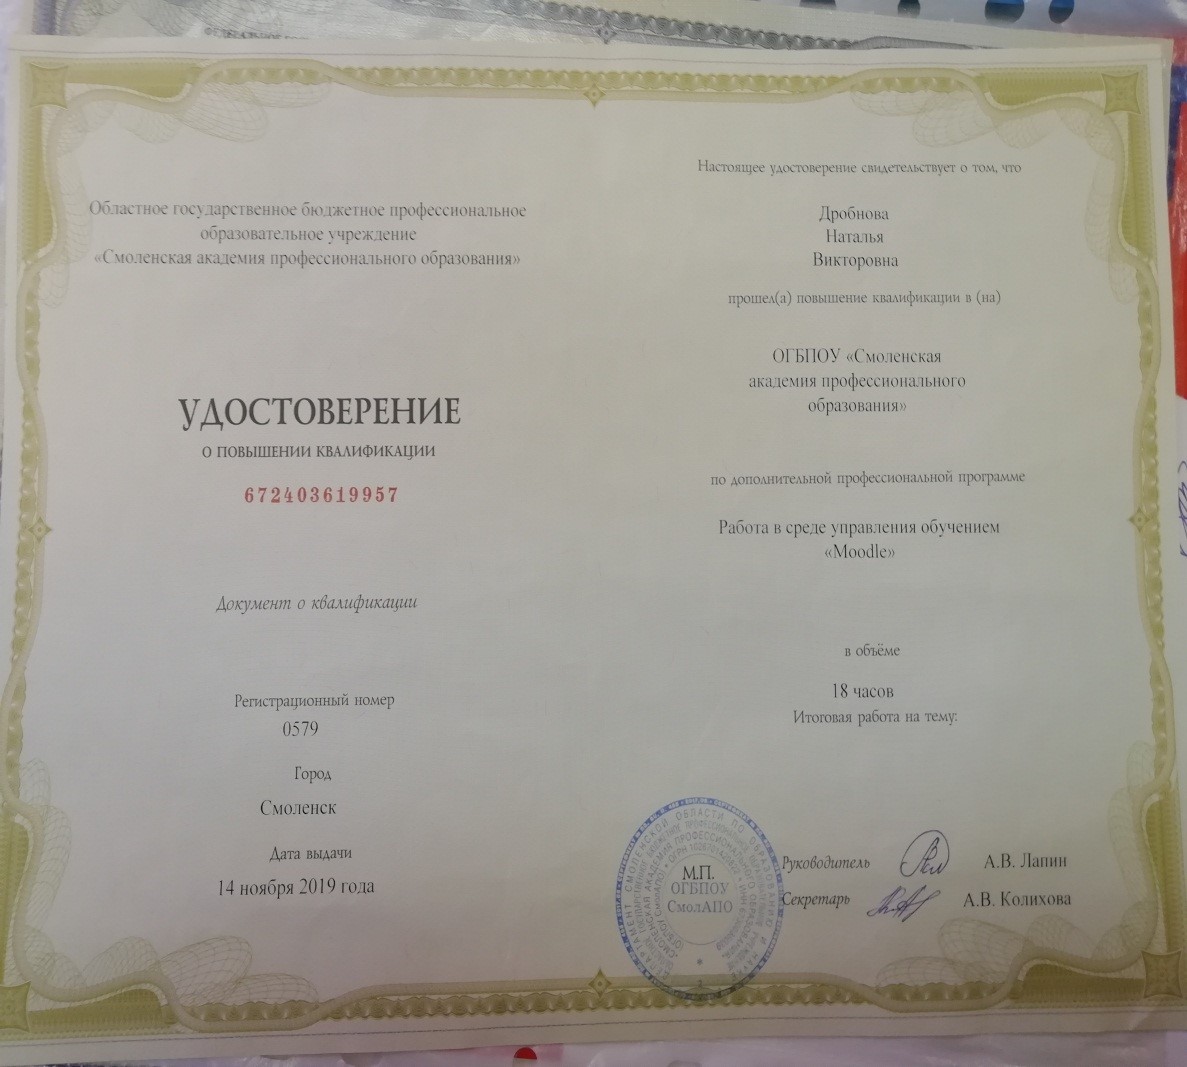 Областное государственное бюджетное профессиональное
образовательное учреждение
«Смоленская академия профессионального образования»
УДОСТОВЕРЕНИЕ
О ПОВЫШЕНИИ КВАЛИФИКАЦИИ
672403619957
Документ о квалификации
Регистрационный номер
0579
Город
Смоленск
Дата выдачи
14 ноября 2019 года
Настоящее удостоверение свидетельствует о том, что
Дробнова
Наталья
Викторовна
прошел(а) повышение квалификации в (на)
ОГБПОУ «Смоленская
академия профессионального
образования»
по дополнительной профессиональной программе
Работа в среде управления обучением
«Moodle»
в объёме
18 часов
Итоговая работа на тему:
М.П.
ОГБПОУ
СмолАПО
Руководитель А.В. Лапин
Секретарь А.В. Колихова